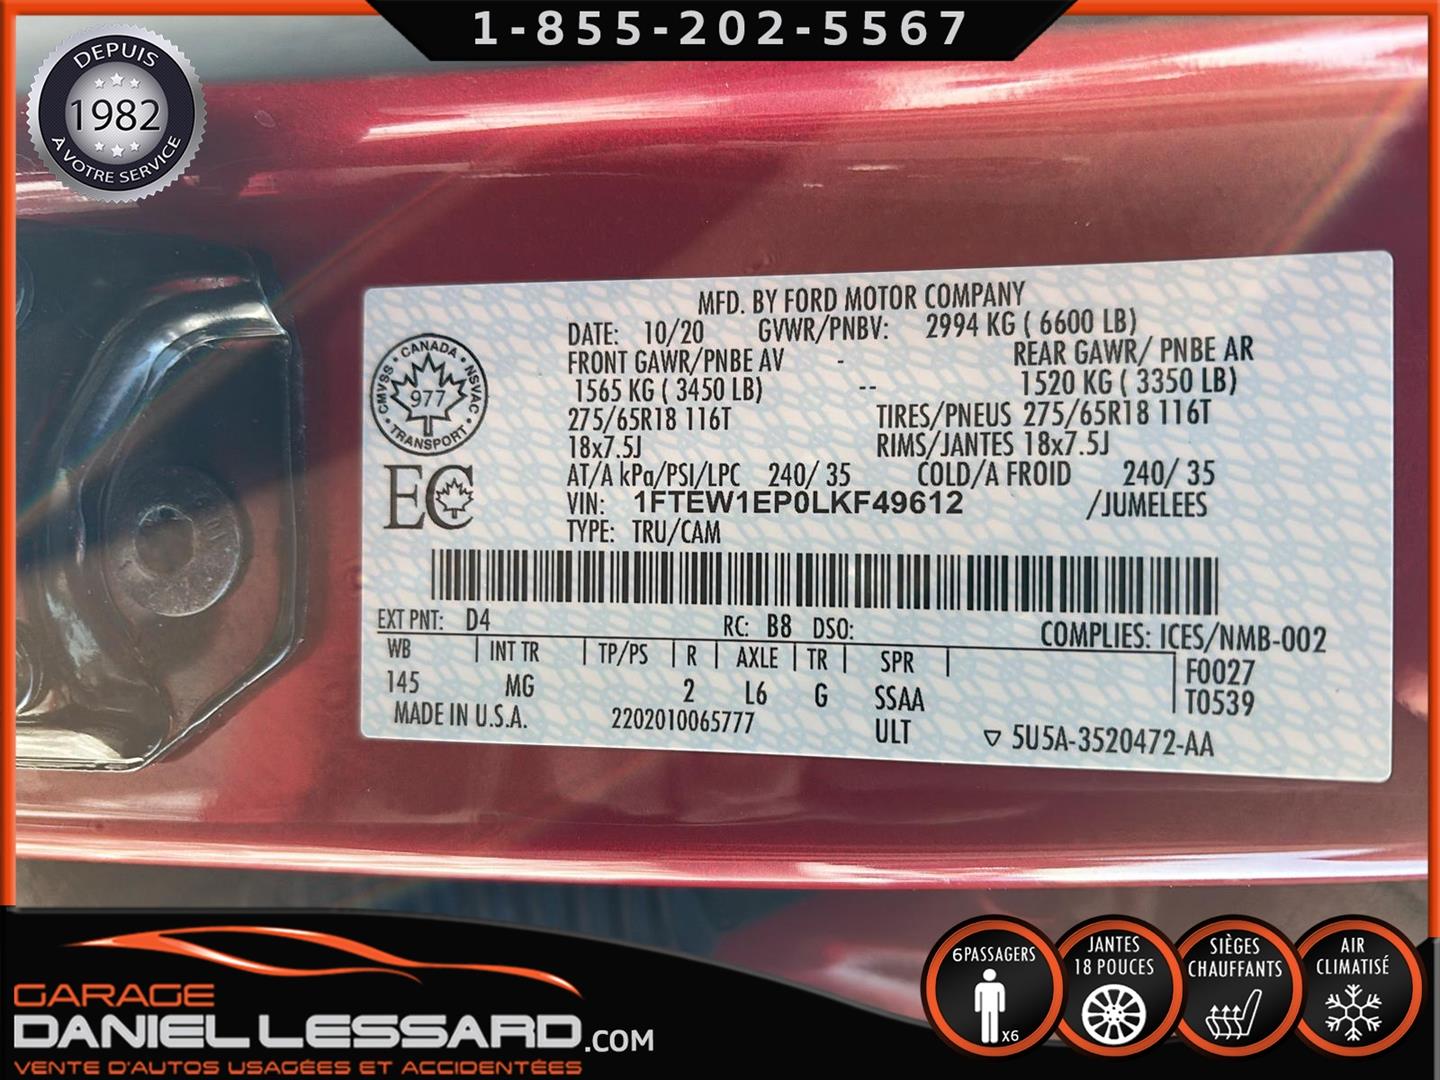 1-855-202-5567
DEPUIS
1982
À VOTRE SERVICE
MFD. BY FORD MOTOR COMPANY
DATE: 10/20 GVWR/PNBV: 2994 KG ( 6600 LB)
FRONT GAWR/PNBE AV - REAR GAWR/ PNBE AR
1565 KG ( 3450 LB) -- 1520 KG ( 3350 LB)
275/65R18 116T TIRES/PNEUS 275/65R18 116T
18x7.5J RIMS/JANTES 18x7.5J
AT/A kPa/PSI/LPC 240/ 35 COLD/A FROID 240/ 35
VIN: 1FTEW1EP0LKF49612 /JUMELEES
TYPE: TRU/CAM
CANADA
CMVSS NSVAC
977
TRANSPORT
EC
EXT PNT: D4 RC: B8 DSO: COMPLIES: ICES/NMB-002
WB | INT TR | TP/PS | R | AXLE | TR | SPR | F0027
145 MG 2 L6 G SSAA T0539
MADE IN U.S.A. 2202010065777 ULT ▽ 5U5A-3520472-AA
GARAGE
DANIEL LESSARD.COM
VENTE D'AUTOS USAGÉES ET ACCIDENTÉES
6 PASSAGERS
x6
JANTES
18 POUCES
SIÈGES
CHAUFFANTS
AIR
CLIMATISÉ